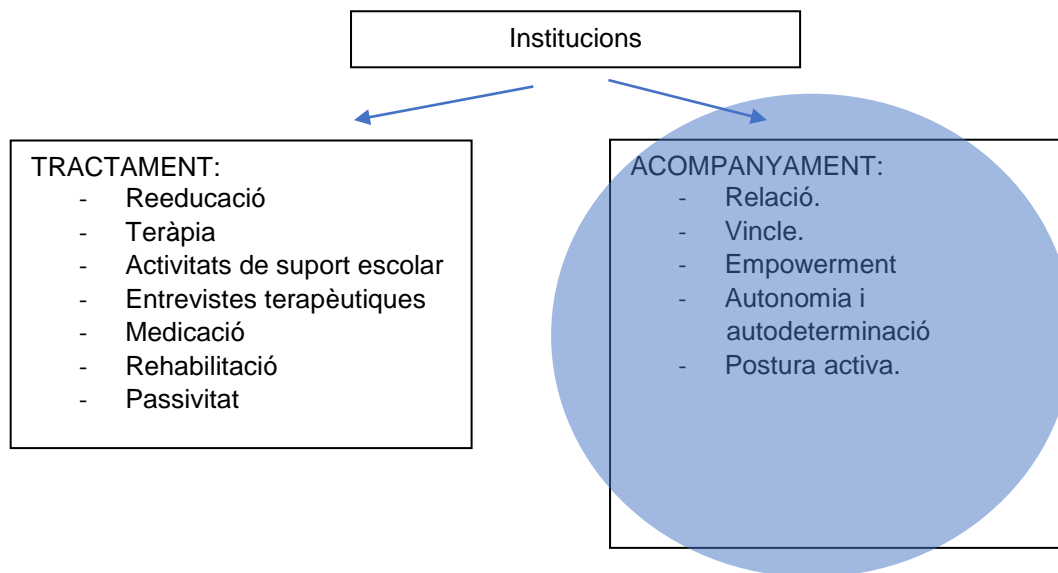 Institucions
TRACTAMENT:
- Reeducació
- Teràpia
- Activitats de suport escolar
- Entrevistes terapèutiques
- Medicació
- Rehabilitació
- Passivitat
ACOMPANYAMENT:
- Relació.
- Vincle.
- Empowerment
- Autonomia i
autodeterminació
- Postura activa.